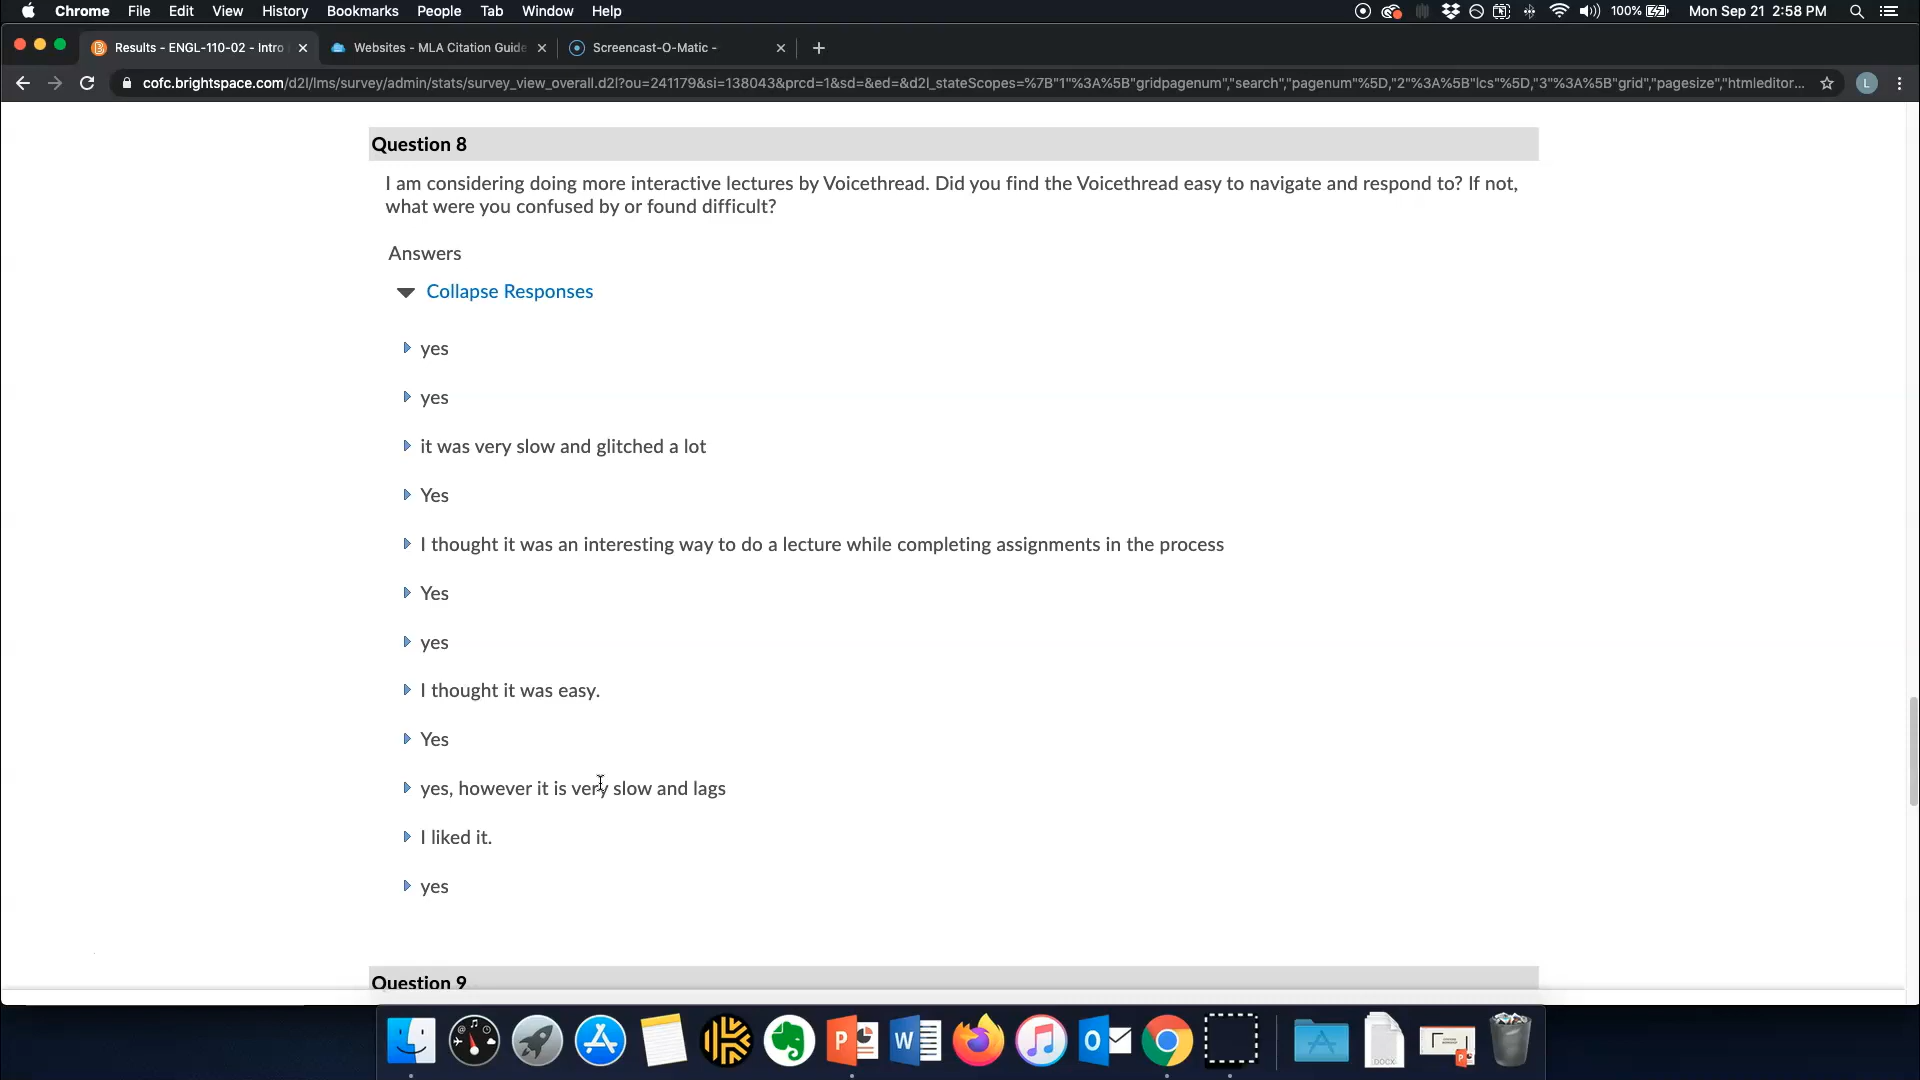 Chrome File Edit View History Bookmarks People Tab Window Help 100% Mon Sep 21 2:58 PM
Results - ENGL-110-02 - Intro Websites - MLA Citation Guide Screencast-O-Matic -
cofc.brightspace.com/d2l/lms/survey/admin/stats/survey_view_overall.d2l?ou=241179&si=138043&prcd=1&sd=&ed=&d2l_stateScopes=%7B"1"%3A%5B"gridpagenum","search","pagenum"%5D,"2"%3A%5B"lcs"%5D,"3"%3A%5B"grid","pagesize","htmleditor... L
Question 8
I am considering doing more interactive lectures by Voicethread. Did you find the Voicethread easy to navigate and respond to? If not,
what were you confused by or found difficult?
Answers
Collapse Responses
yes
yes
it was very slow and glitched a lot
Yes
I thought it was an interesting way to do a lecture while completing assignments in the process
Yes
yes
I thought it was easy.
Yes
yes, however it is very slow and lags
I liked it.
yes
Question 9
P W O DOCX P